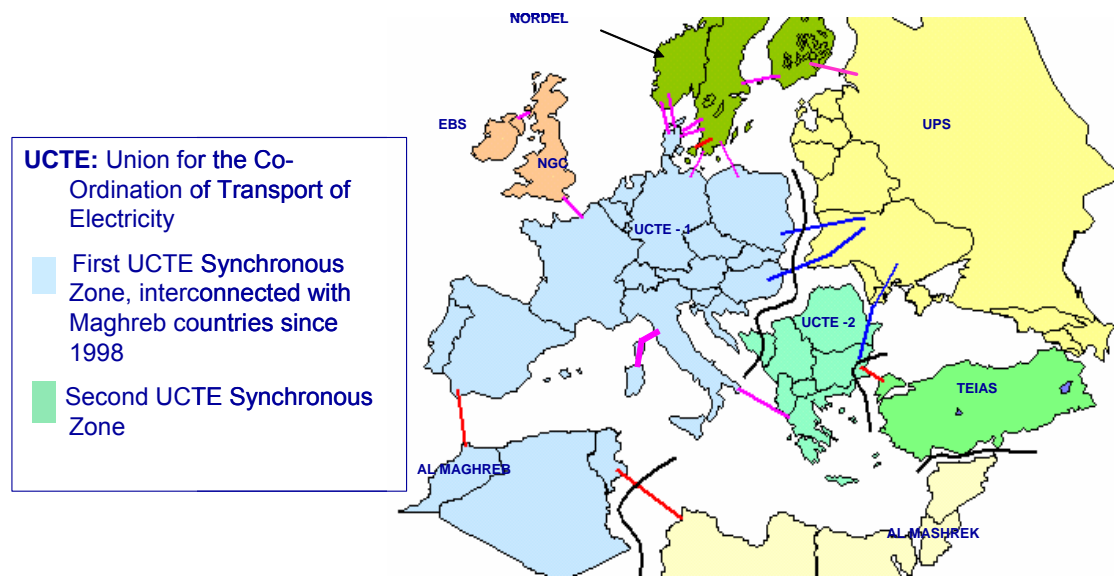 NORDEL
EBS
UPS
NGC
UCTE: Union for the Co-
Ordination of Transport of
Electricity
First UCTE Synchronous
Zone, interconnected with
Maghreb countries since
1998
Second UCTE Synchronous
Zone
UCTE - 1
UCTE -2
TEIAS
AL MAGHREB
AL MASHREK